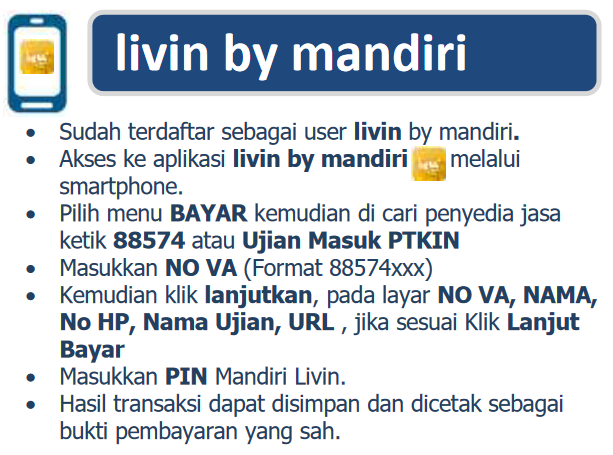 livin by mandiri
• Sudah terdaftar sebagai user livin by mandiri.
• Akses ke aplikasi livin by mandiri melalui
smartphone.
• Pilih menu BAYAR kemudian di cari penyedia jasa
ketik 88574 atau Ujian Masuk PTKIN
• Masukkan NO VA (Format 88574xxx)
• Kemudian klik lanjutkan, pada layar NO VA, NAMA,
No HP, Nama Ujian, URL , jika sesuai Klik Lanjut
Bayar
• Masukkan PIN Mandiri Livin.
• Hasil transaksi dapat disimpan dan dicetak sebagai
bukti pembayaran yang sah.